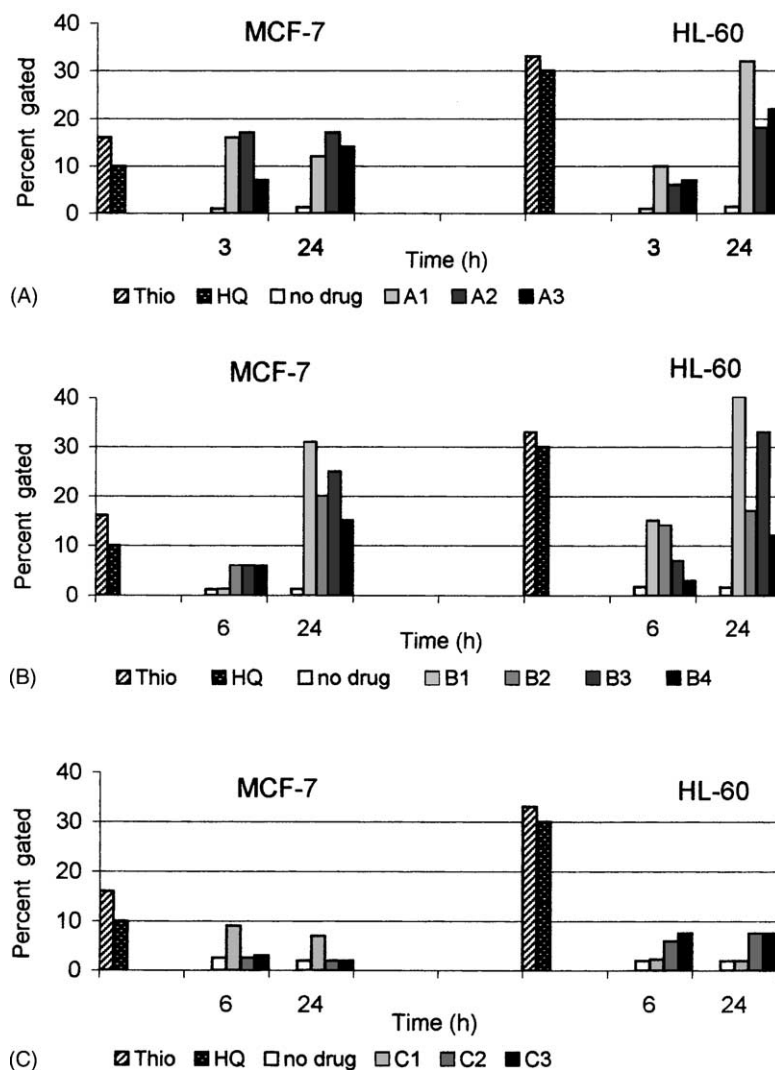 MCF-7 HL-60
40
30
20
10
0
Percent gated
3 24 3 24
Time (h)
(A) Thio HQ no drug A1 A2 A3
MCF-7 HL-60
40
30
20
10
0
Percent gated
6 24 6 24
Time (h)
(B) Thio HQ no drug B1 B2 B3 B4
MCF-7 HL-60
40
30
20
10
0
Percent gated
6 24 6 24
Time (h)
(C) Thio HQ no drug C1 C2 C3